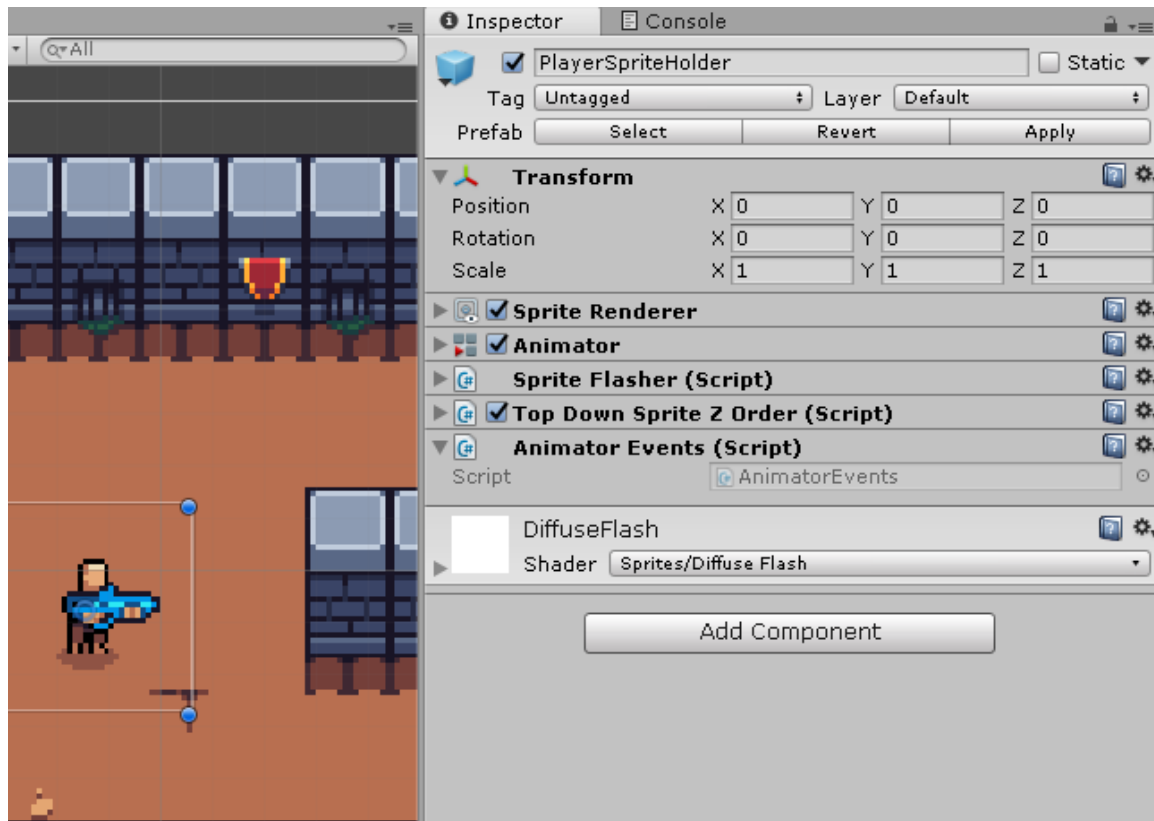 Inspector Console
All
PlayerSpriteHolder Static
Tag Untagged Layer Default
Prefab Select Revert Apply
Transform
Position X 0 Y 0 Z 0
Rotation X 0 Y 0 Z 0
Scale X 1 Y 1 Z 1
Sprite Renderer
Animator
Sprite Flasher (Script)
Top Down Sprite Z Order (Script)
Animator Events (Script)
Script AnimatorEvents
DiffuseFlash
Shader Sprites/Diffuse Flash
Add Component